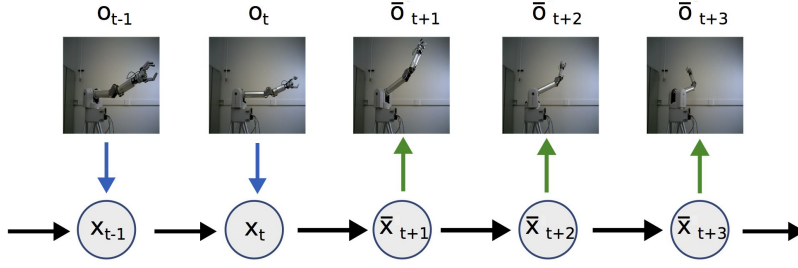 o t-1 o t o̅ t+1 o̅ t+2 o̅ t+3
x t-1 x t x̅ t+1 x̅ t+2 x̅ t+3